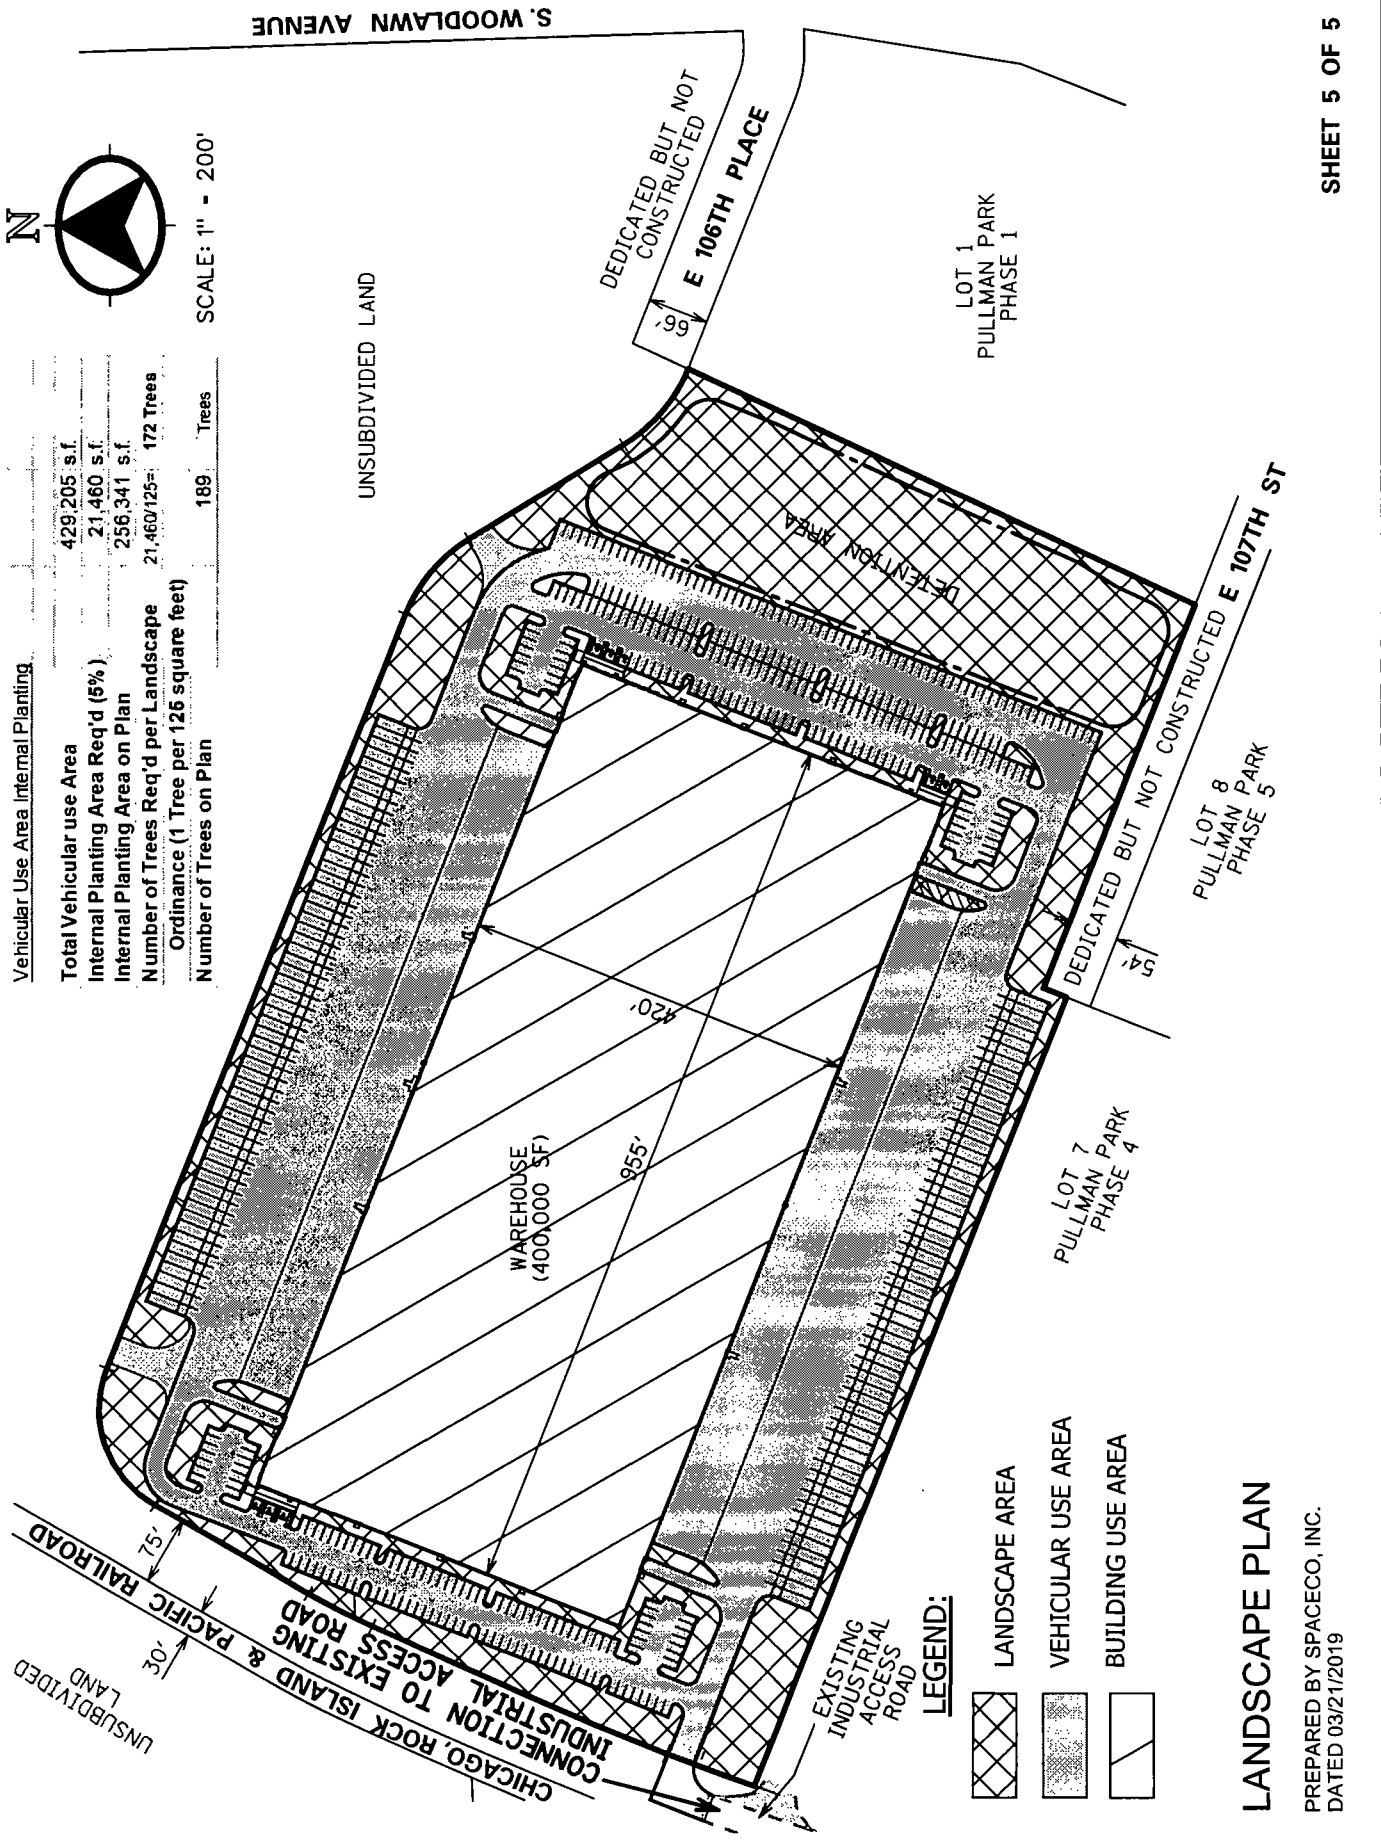 Vehicular Use Area Internal Planting
Total Vehicular use Area 429,205 s.f.
Internal Planting Area Req'd (5%) 21,460 s.f.
Internal Planting Area on Plan 256,341 s.f.
Number of Trees Req'd per Landscape 21,460/125= 172 Trees
Ordinance (1 Tree per 125 square feet)
Number of Trees on Plan 189 Trees
N
SCALE: 1" - 200'
S. WOODLAWN AVENUE
UNSUBDIVIDED LAND
DEDICATED BUT NOT
CONSTRUCTED
E 106TH PLACE
66'
LOT 1
PULLMAN PARK
PHASE 1
DETENTION AREA
DEDICATED BUT NOT CONSTRUCTED E 107TH ST
54'
LOT 8
PULLMAN PARK
PHASE 5
LOT 7
PULLMAN PARK
PHASE 4
WAREHOUSE
(400,000 SF)
420'
955'
UNSUBDIVIDED
LAND
30'
75'
CHICAGO, ROCK ISLAND & PACIFIC RAILROAD
CONNECTION TO EXISTING
INDUSTRIAL ACCESS ROAD
EXISTING
INDUSTRIAL
ACCESS
ROAD
LEGEND:
LANDSCAPE AREA
VEHICULAR USE AREA
BUILDING USE AREA
LANDSCAPE PLAN
PREPARED BY SPACECO, INC.
DATED 03/21/2019
SHEET 5 OF 5